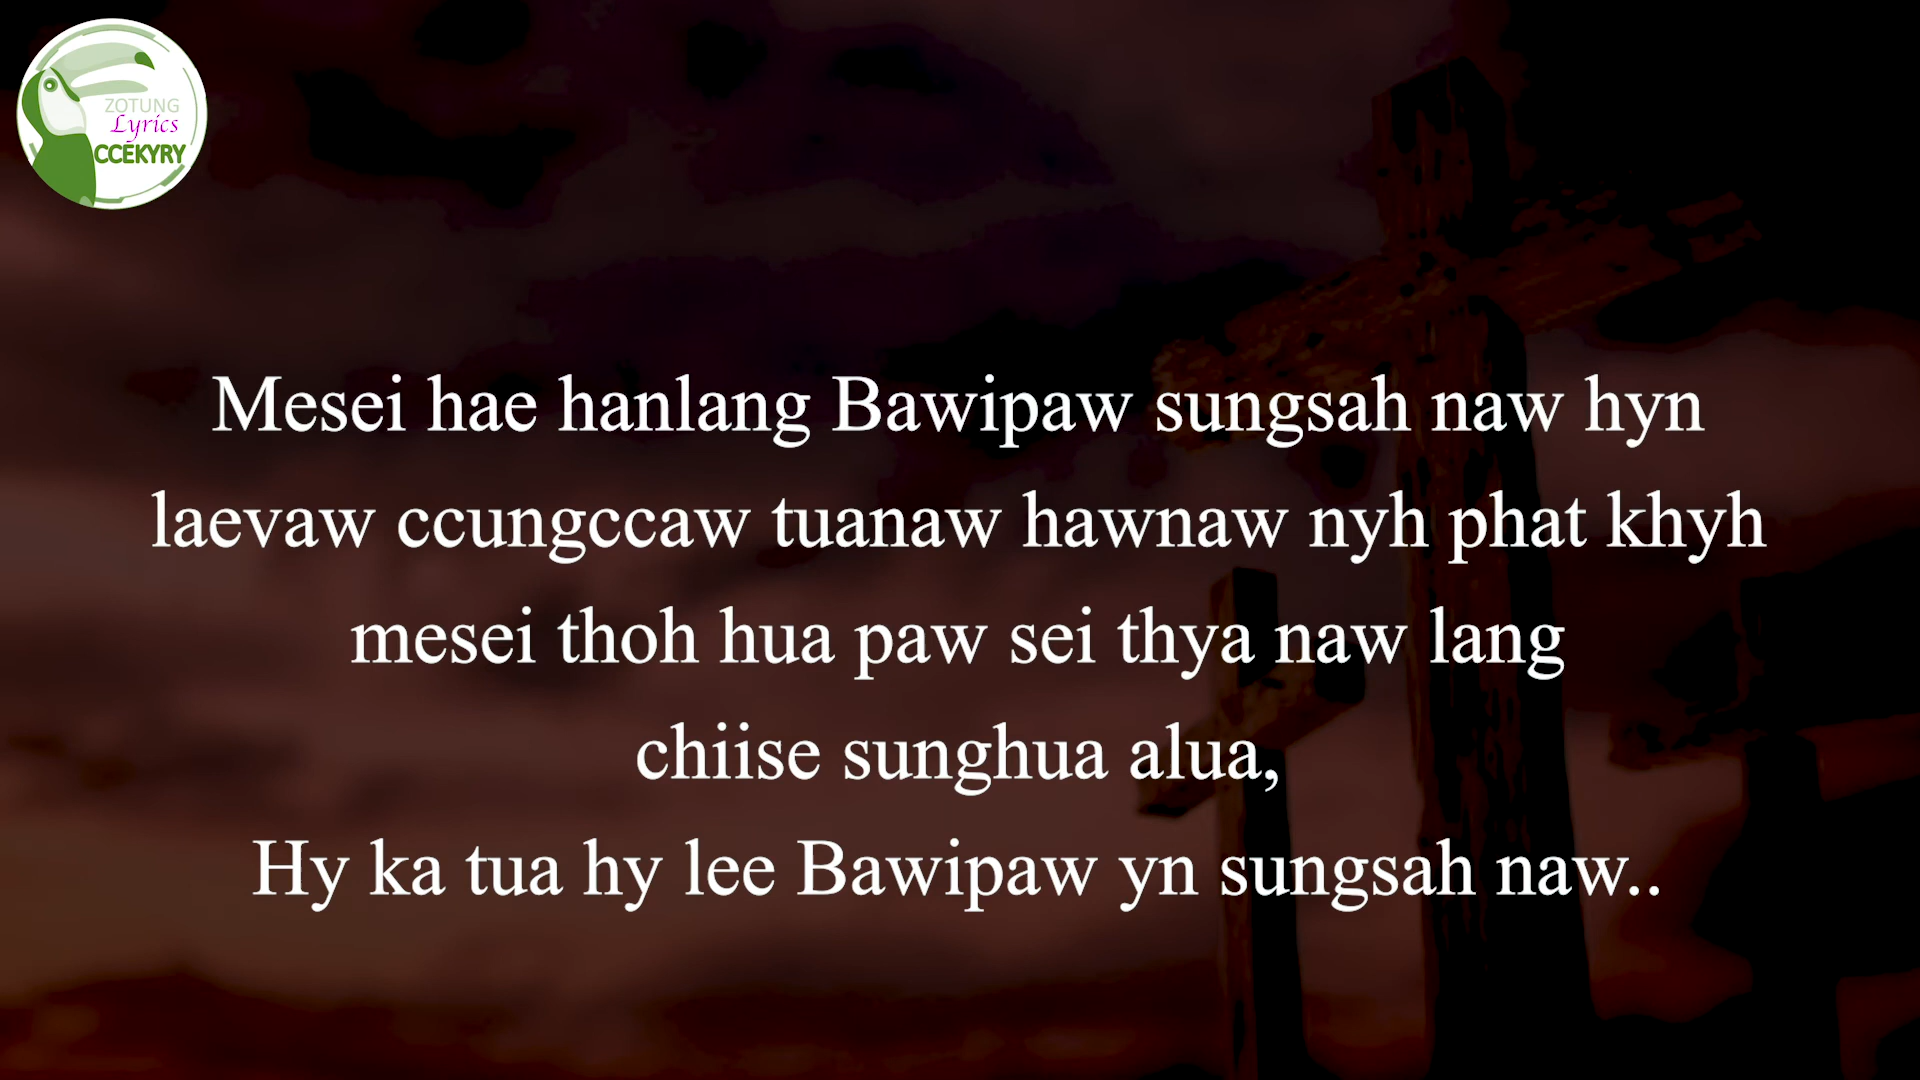 ZOTUNG
Lyrics
CCEKYRY
Mesei hae hanlang Bawipaw sungsah naw hyn
laevaw ccungccaw tuanaw hawnaw nyh phat khyh
mesei thoh hua paw sei thya naw lang
chiise sunghua alua,
Hy ka tua hy lee Bawipaw yn sungsah naw..